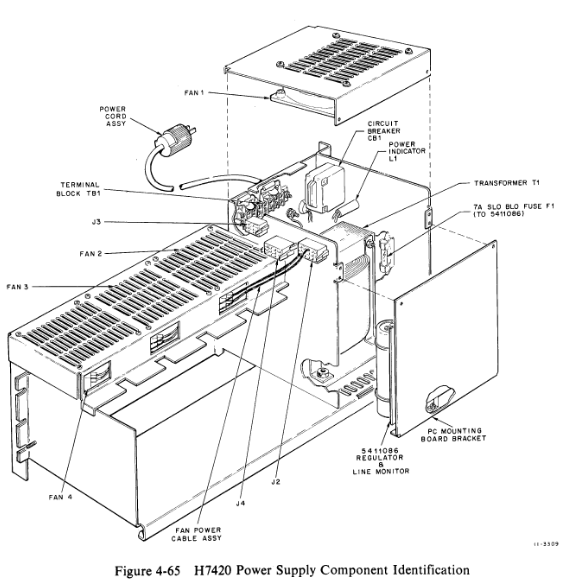 FAN 1
POWER
CORD
ASSY
CIRCUIT
BREAKER
CB1
POWER
INDICATOR
L1
TERMINAL
BLOCK TB1
TRANSFORMER T1
J3
7A SLO BLO FUSE F1
(TO 5411086)
FAN 2
FAN 3
PC MOUNTING
BOARD BRACKET
5411086
REGULATOR
&
LINE MONITOR
J2
FAN 4
J4
FAN POWER
CABLE ASSY
11-3509
Figure 4-65 H7420 Power Supply Component Identification